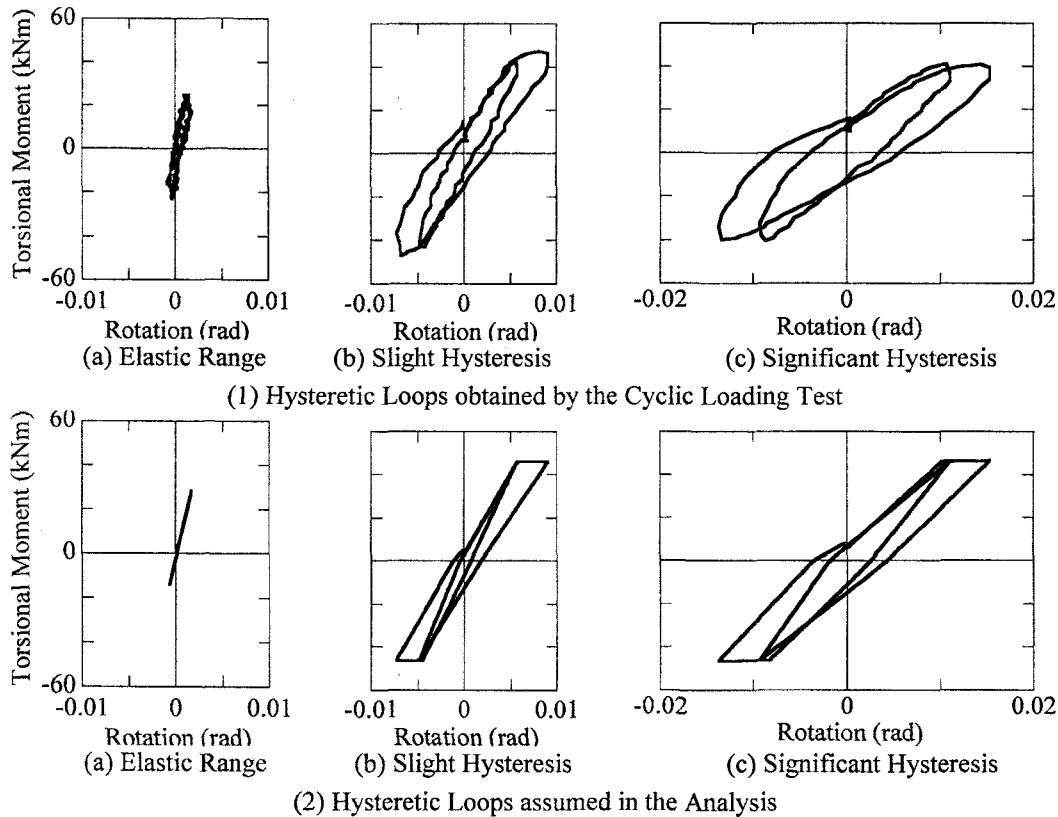 60
Torsional Moment (kNm)
0
-60
-0.01 0 0.01
-0.01 0 0.01
-0.02 0 0.02
Rotation (rad)
Rotation (rad)
Rotation (rad)
(a) Elastic Range
(b) Slight Hysteresis
(c) Significant Hysteresis
(1) Hysteretic Loops obtained by the Cyclic Loading Test
60
Torsional Moment (kNm)
0
-60
-0.01 0 0.01
-0.01 0 0.01
-0.02 0 0.02
Rotation (rad)
Rotation (rad)
Rotation (rad)
(a) Elastic Range
(b) Slight Hysteresis
(c) Significant Hysteresis
(2) Hysteretic Loops assumed in the Analysis